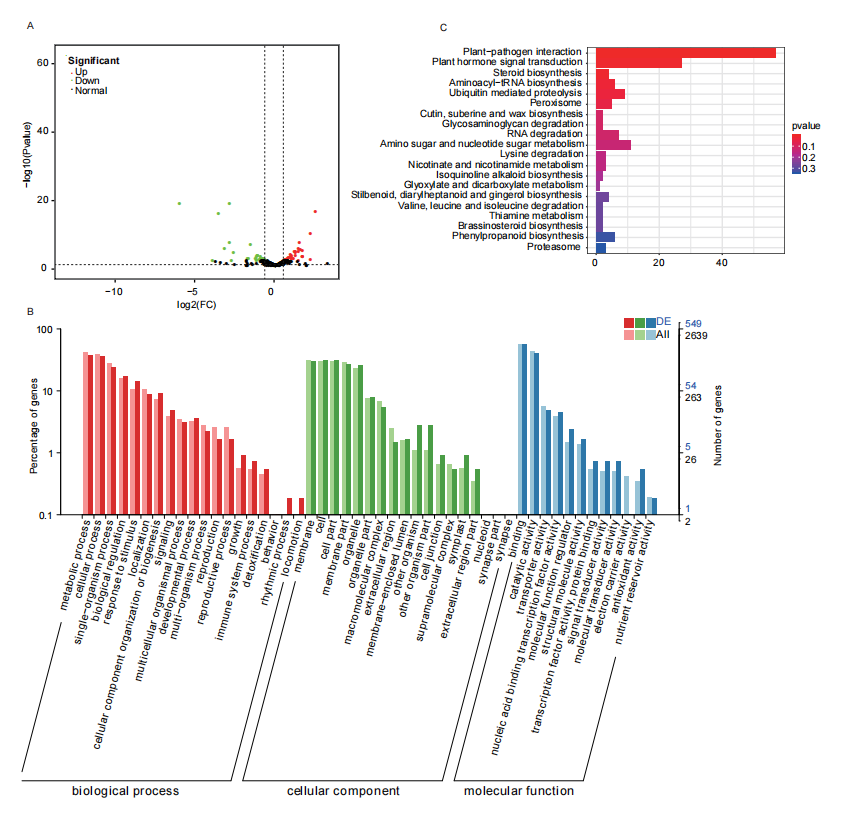 A
Significant
Up
Down
Normal
60
40
20
0
−log10(Pvalue)
−10
−5
0
log2(FC)
C
Plant−pathogen interaction
Plant hormone signal transduction
Steroid biosynthesis
Aminoacyl−tRNA biosynthesis
Ubiquitin mediated proteolysis
Peroxisome
Cutin, suberine and wax biosynthesis
Glycosaminoglycan degradation
RNA degradation
Amino sugar and nucleotide sugar metabolism
Lysine degradation
Nicotinate and nicotinamide metabolism
Isoquinoline alkaloid biosynthesis
Glyoxylate and dicarboxylate metabolism
Stilbenoid, diarylheptanoid and gingerol biosynthesis
Valine, leucine and isoleucine degradation
Thiamine metabolism
Brassinosteroid biosynthesis
Phenylpropanoid biosynthesis
Proteasome
0
20
40
pvalue
0.1
0.2
0.3
B
DE
All
100
10
1
0.1
Percentage of genes
549
2639
54
263
5
26
1
2
Number of genes
metabolic process
cellular process
single−organism process
biological regulation
response to stimulus
localization
cellular component organization or biogenesis
signaling
multicellular organismal process
developmental process
multi−organism process
reproduction
reproductive process
growth
immune system process
detoxification
behavior
rhythmic process
locomotion
membrane
cell
cell part
membrane part
organelle
organelle part
macromolecular complex
extracellular region
membrane−enclosed lumen
other organism
other organism part
cell junction
supramolecular complex
symplast
extracellular region part
nucleoid
synapse part
synapse
binding
catalytic activity
transporter activity
nucleic acid binding transcription factor activity
molecular function regulator
structural molecule activity
transcription factor activity, protein binding
signal transducer activity
molecular transducer activity
electron carrier activity
antioxidant activity
nutrient reservoir activity
biological process
cellular component
molecular function